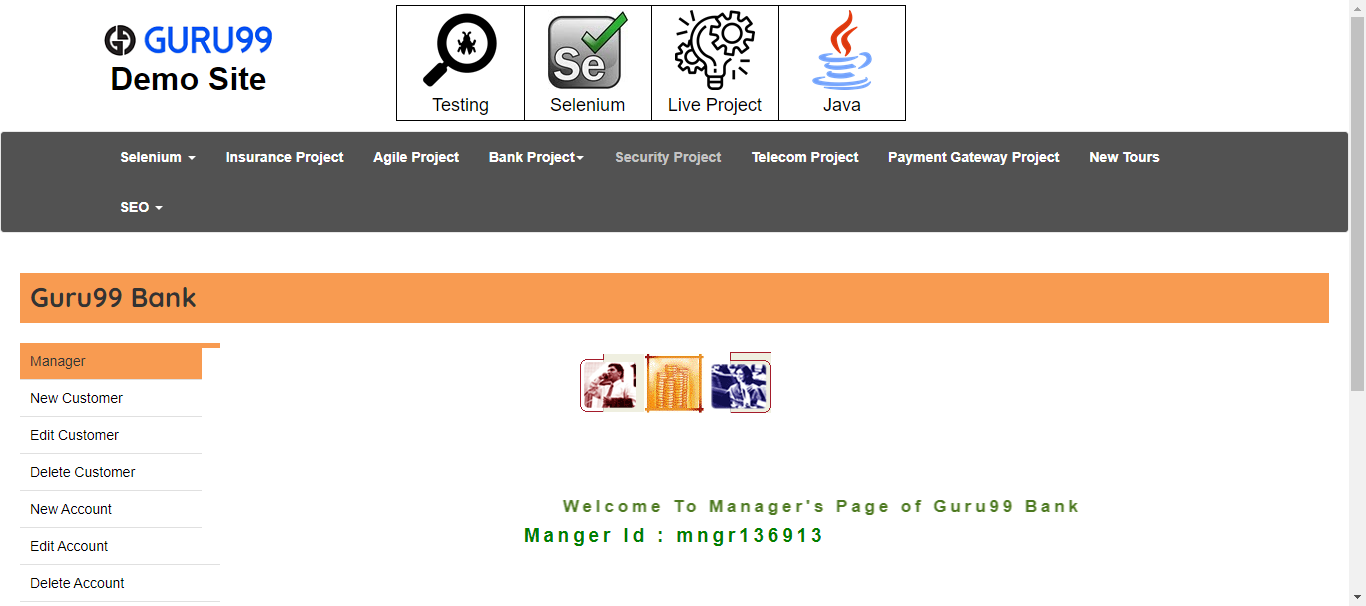 GURU99
Demo Site
Testing
Selenium
Se
Live Project
Java
Selenium
Insurance Project
Agile Project
Bank Project
Security Project
Telecom Project
Payment Gateway Project
New Tours
SEO
Guru99 Bank
Manager
New Customer
Edit Customer
Delete Customer
New Account
Edit Account
Delete Account
Welcome To Manager's Page of Guru99 Bank
Manger Id : mngr136913